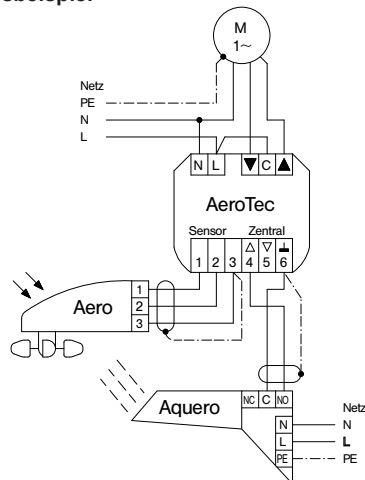 sbeispiel
M
1~
Netz
PE
N
L
N L ▼ C ▲
AeroTec
Sensor Zentral
△ ▽ ⏊
1 2 3 4 5 6
1
2
3
Aero
Aquero
NC C NO
N
L
PE
Netz
N
L
PE